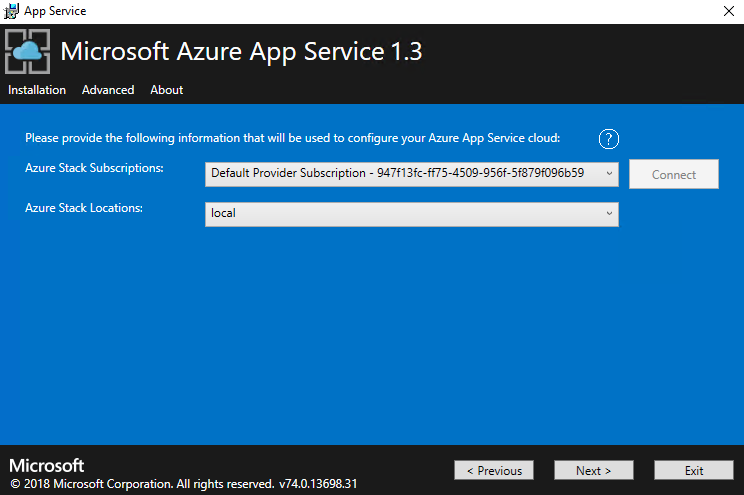 App Service
Microsoft Azure App Service 1.3
Installation Advanced About
Please provide the following information that will be used to configure your Azure App Service cloud: ?
Azure Stack Subscriptions: Default Provider Subscription - 947f13fc-ff75-4509-956f-5f879f096b59 Connect
Azure Stack Locations: local
Microsoft
© 2018 Microsoft Corporation. All rights reserved. v74.0.13698.31
< Previous Next > Exit